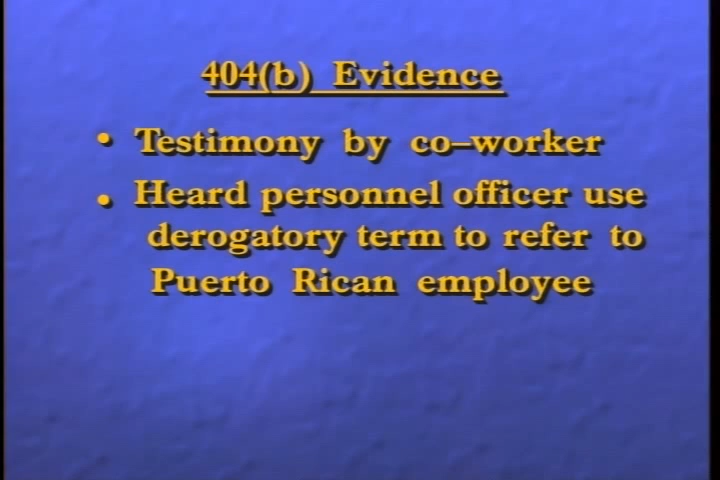 404(b) Evidence
• Testimony by co–worker
• Heard personnel officer use
derogatory term to refer to
Puerto Rican employee